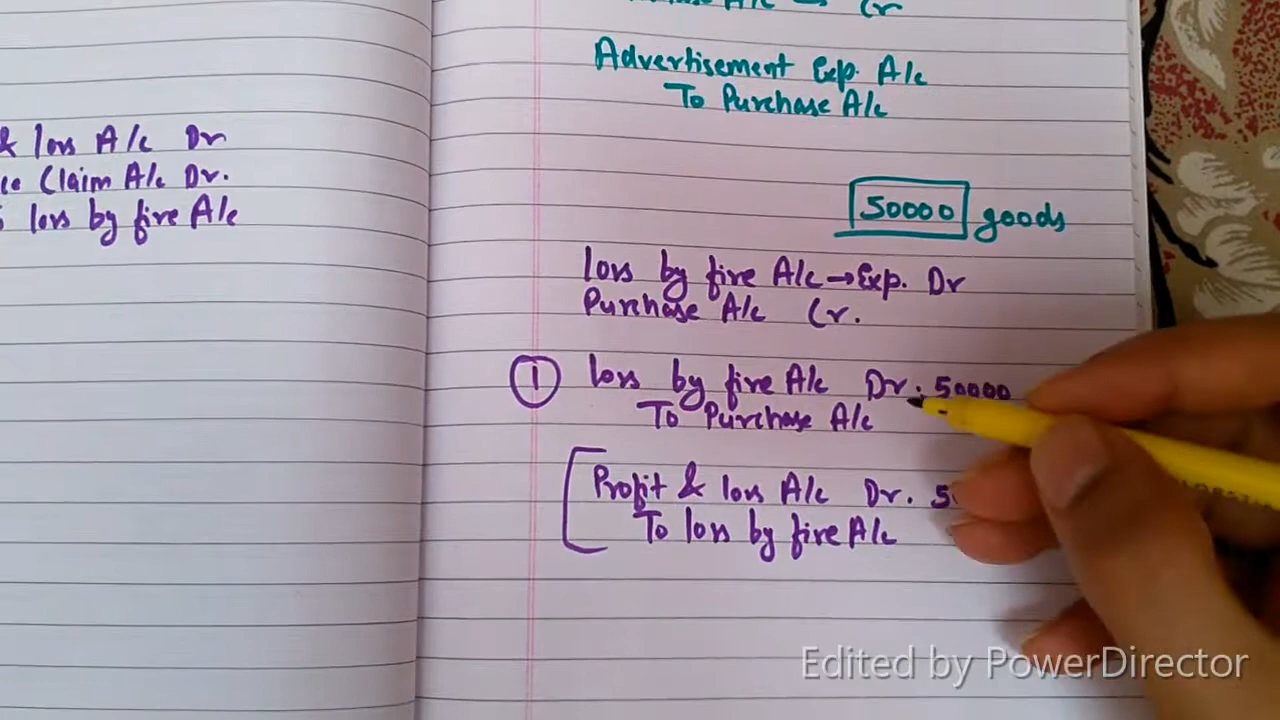 & loss A/c Dr
Claim A/c Dr.
loss by fire A/c
A/c Cr
Advertisement Exp. A/c
To Purchase A/c
50000 goods
loss by fire A/c → Exp. Dr
Purchase A/c Cr.
1 loss by fire A/c Dr. 50000
To Purchase A/c
Profit & loss A/c Dr. 5
To loss by fire A/c
Edited by PowerDirector